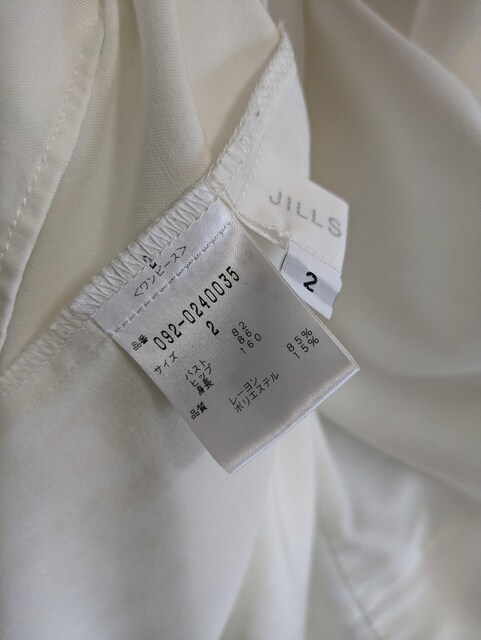 JILLS
2
<ワンピース>
品番 092-0240035
サイズ 2
バスト 82
ヒップ 86
身長 160
品質 レーヨン 85%
ポリエステル 15%